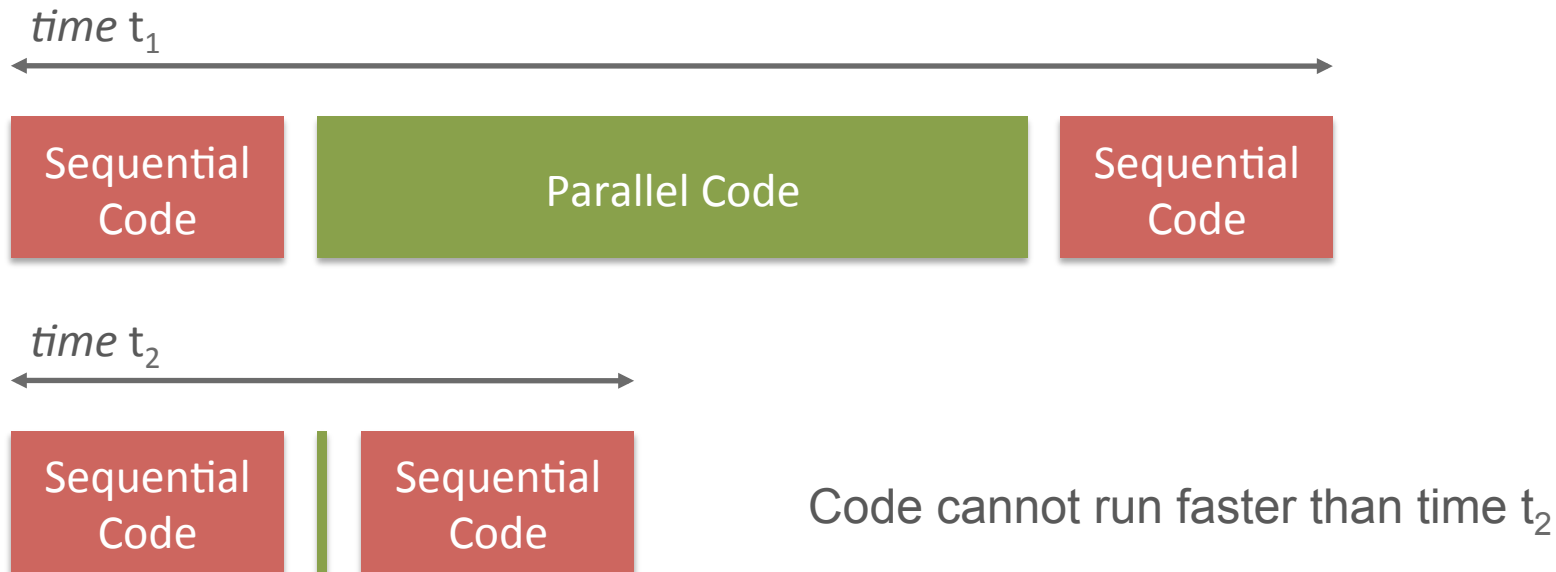 time t₁
Sequential
Code
Parallel Code
Sequential
Code
time t₂
Sequential
Code
Sequential
Code
Code cannot run faster than time t₂